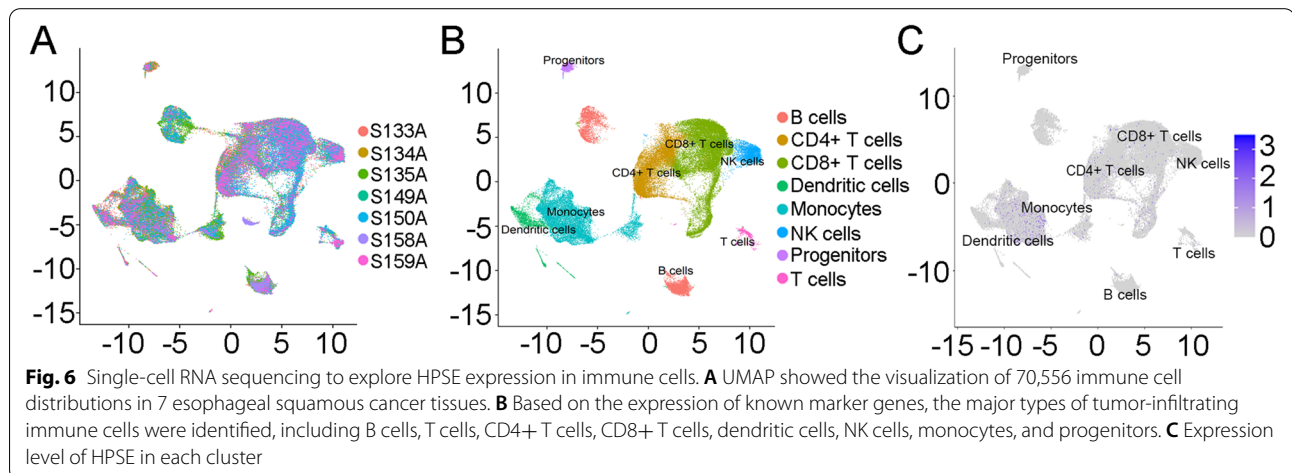 A
10
5
0
-5
-10
-15
-10 -5 0 5 10
S133A
S134A
S135A
S149A
S150A
S158A
S159A
B
10
5
0
-5
-10
-15
-10 -5 0 5 10
Progenitors
CD8+ T cells
NK cells
CD4+ T cells
Monocytes
Dendritic cells
T cells
B cells
B cells
CD4+ T cells
CD8+ T cells
Dendritic cells
Monocytes
NK cells
Progenitors
T cells
C
10
5
0
-5
-10
-15 -10 -5 0 5 10
Progenitors
CD8+ T cells
NK cells
CD4+ T cells
Monocytes
Dendritic cells
T cells
B cells
3
2
1
0
Fig. 6 Single-cell RNA sequencing to explore HPSE expression in immune cells. A UMAP showed the visualization of 70,556 immune cell
distributions in 7 esophageal squamous cancer tissues. B Based on the expression of known marker genes, the major types of tumor-infiltrating
immune cells were identified, including B cells, T cells, CD4+ T cells, CD8+ T cells, dendritic cells, NK cells, monocytes, and progenitors. C Expression
level of HPSE in each cluster